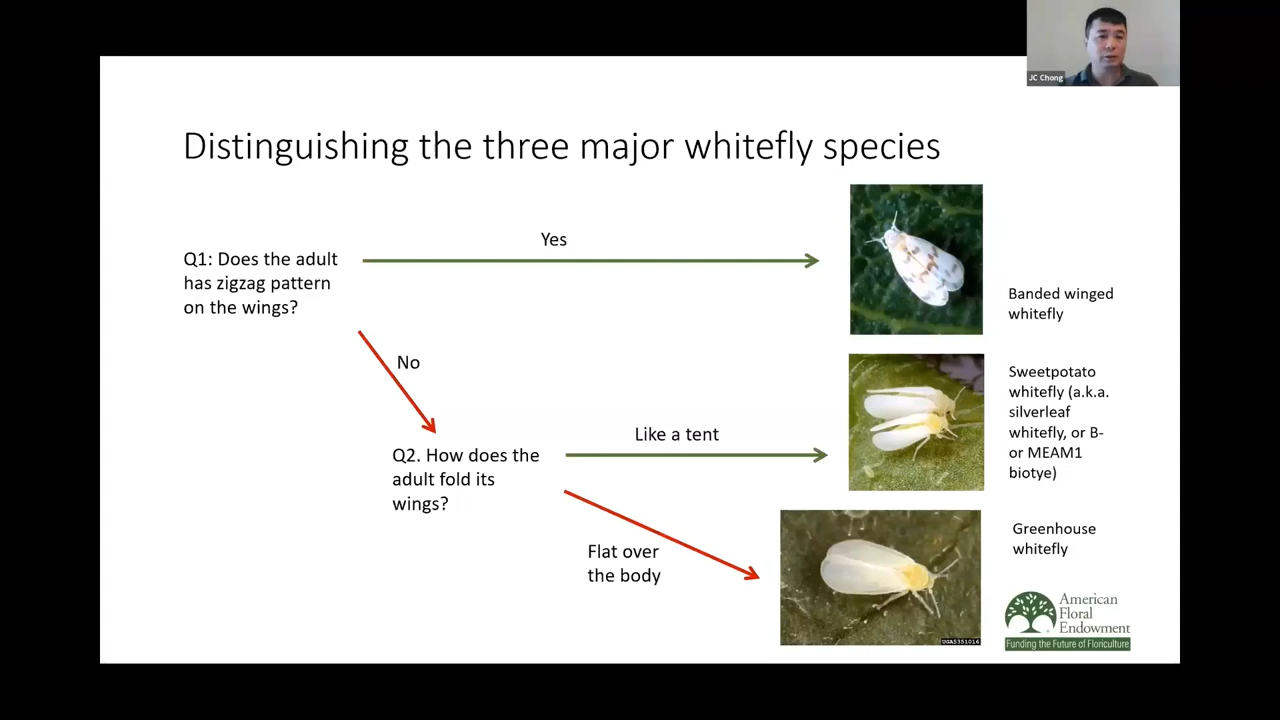 JC Chong
Distinguishing the three major whitefly species
Yes
Q1: Does the adult
has zigzag pattern
on the wings?
Banded winged
whitefly
No
Sweetpotato
whitefly (a.k.a.
silverleaf
whitefly, or B-
or MEAM1
biotye)
Like a tent
Q2. How does the
adult fold its
wings?
Greenhouse
whitefly
Flat over
the body
UGA5351016
American
Floral
Endowment
Funding the Future of Floriculture